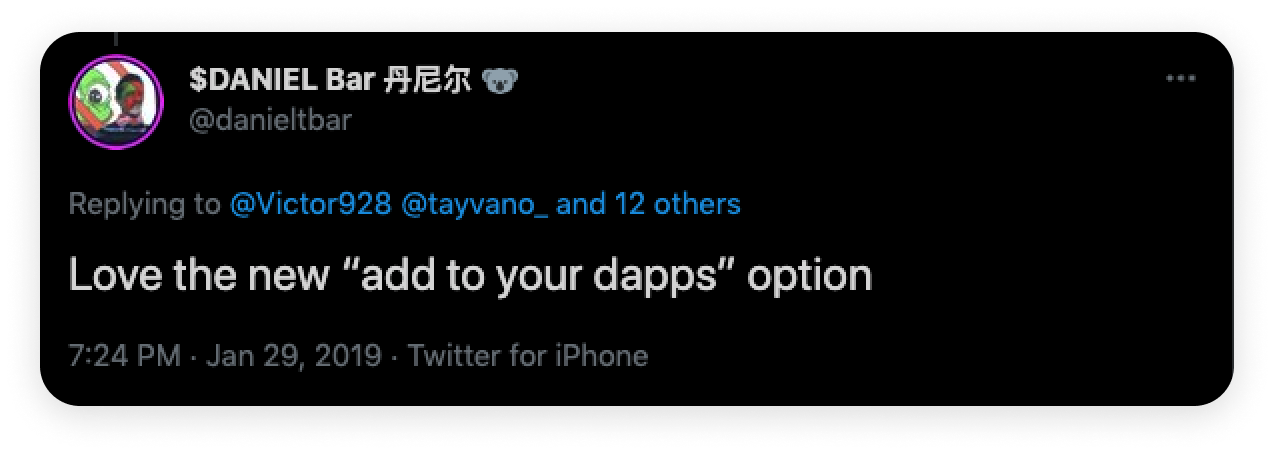 $DANIEL Bar 丹尼尔 🐨
@danieltbar
Replying to @Victor928 @tayvano_ and 12 others
Love the new “add to your dapps” option
7:24 PM · Jan 29, 2019 · Twitter for iPhone